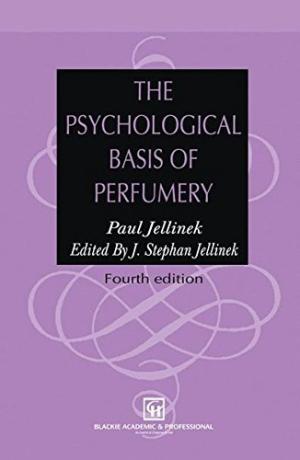 THE
PSYCHOLOGICAL
BASIS OF
PERFUMERY
Paul Jellinek
Edited By J. Stephan Jellinek
Fourth edition
BLACKIE ACADEMIC & PROFESSIONAL